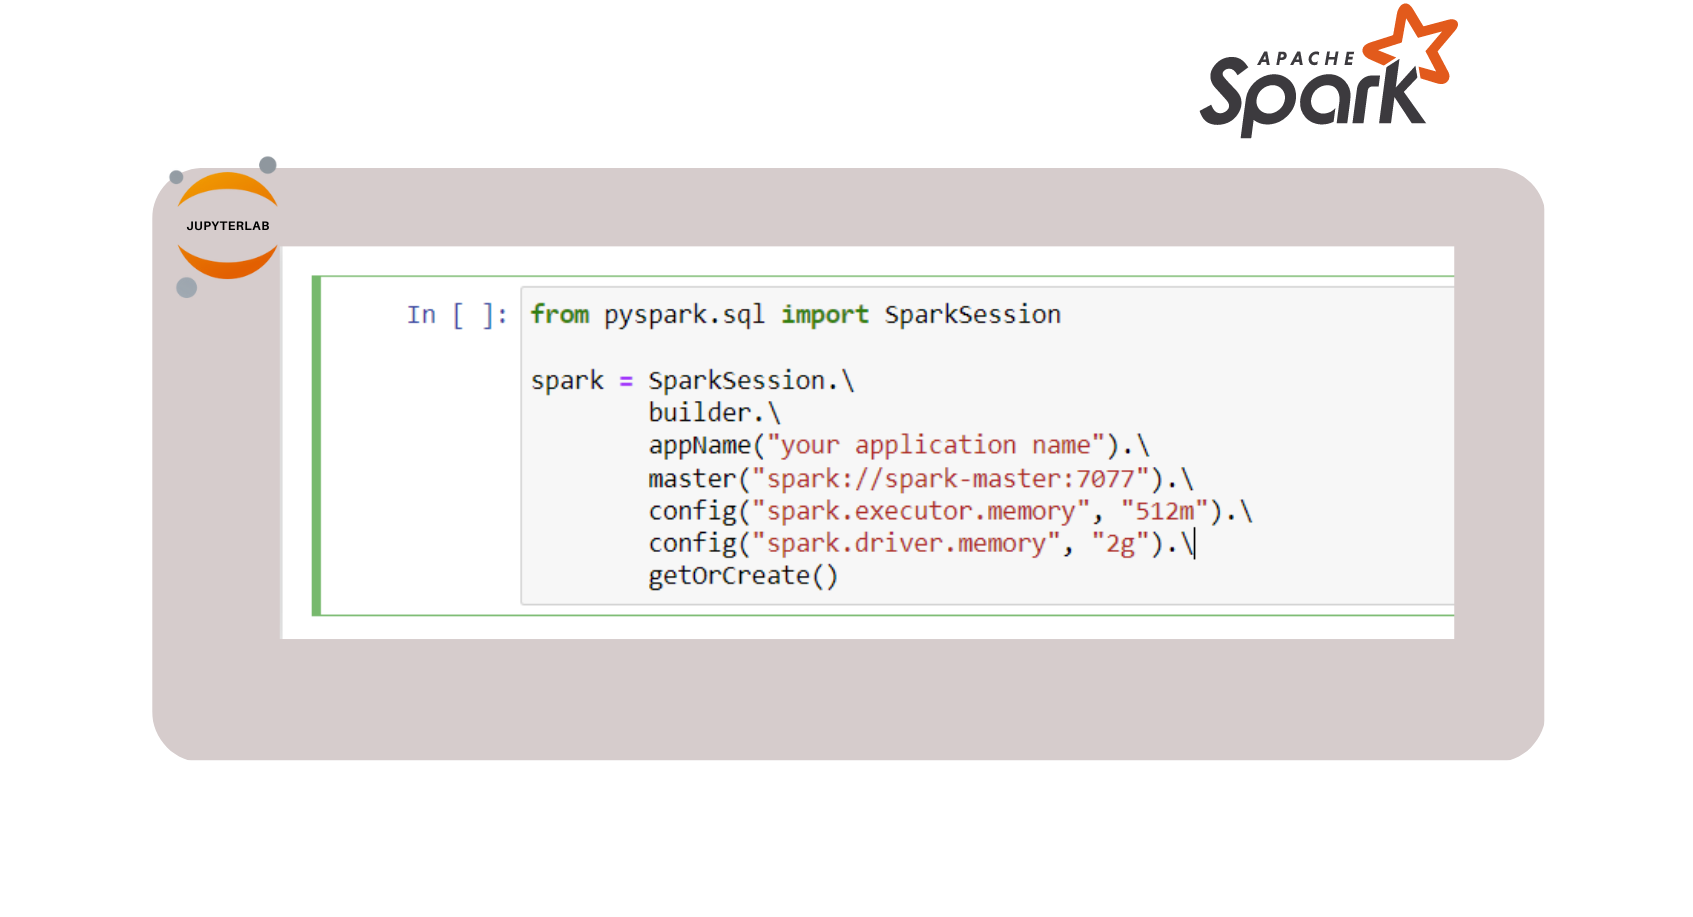 APACHE
Spark
JUPYTERLAB
In [ ]: from pyspark.sql import SparkSession
spark = SparkSession.\
builder.\
appName("your application name").\
master("spark://spark-master:7077").\
config("spark.executor.memory", "512m").\
config("spark.driver.memory", "2g").\
getOrCreate()